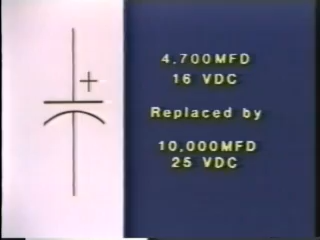 +
4,700MFD
16 VDC
Replaced by
10,000MFD
25 VDC